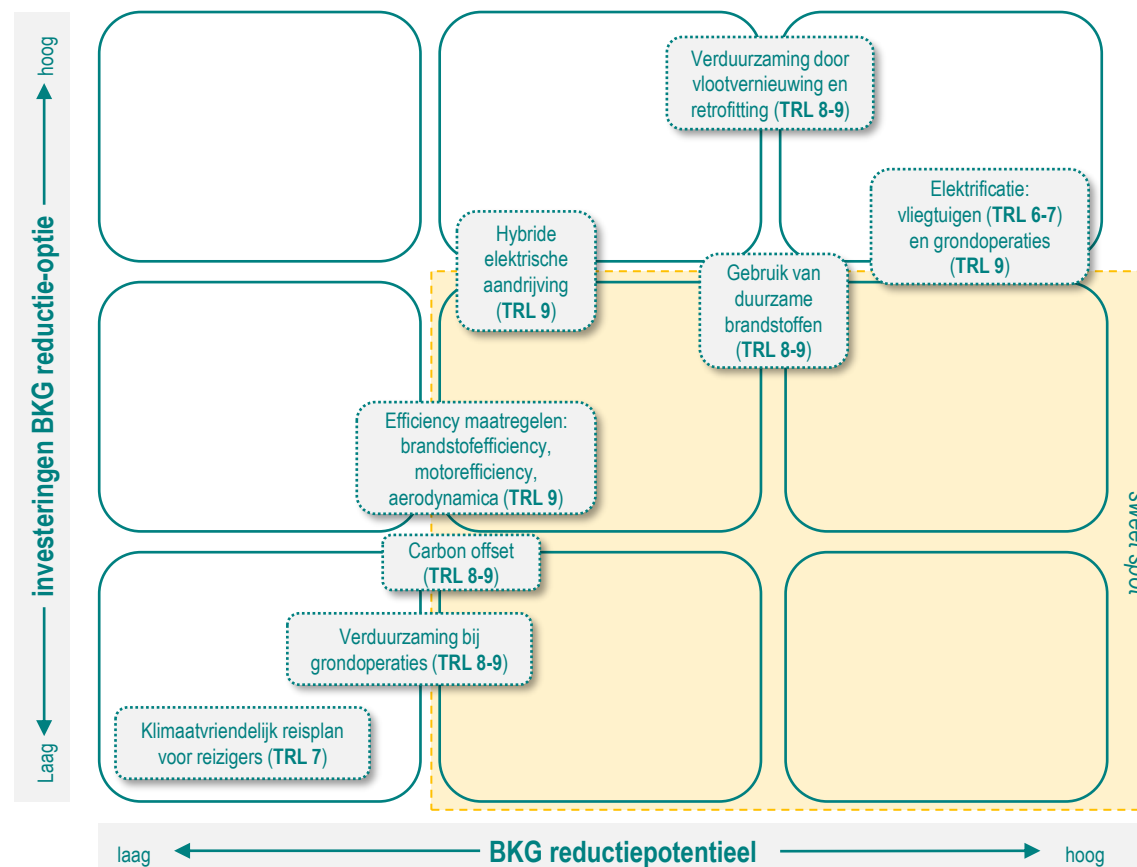 hoog
investeringen BKG reductie-optie
Laag
Verduurzaming door
vlootvernieuwing en
retrofitting (TRL 8-9)
Elektrificatie:
vliegtuigen (TRL 6-7)
en grondoperaties
(TRL 9)
Hybride
elektrische
aandrijving
(TRL 9)
Gebruik van
duurzame
brandstoffen
(TRL 8-9)
Efficiency maatregelen:
brandstofefficiency,
motorefficiency,
aerodynamica (TRL 9)
sweet spot
Carbon offset
(TRL 8-9)
Verduurzaming bij
grondoperaties (TRL 8-9)
Klimaatvriendelijk reisplan
voor reizigers (TRL 7)
laag
BKG reductiepotentieel
hoog